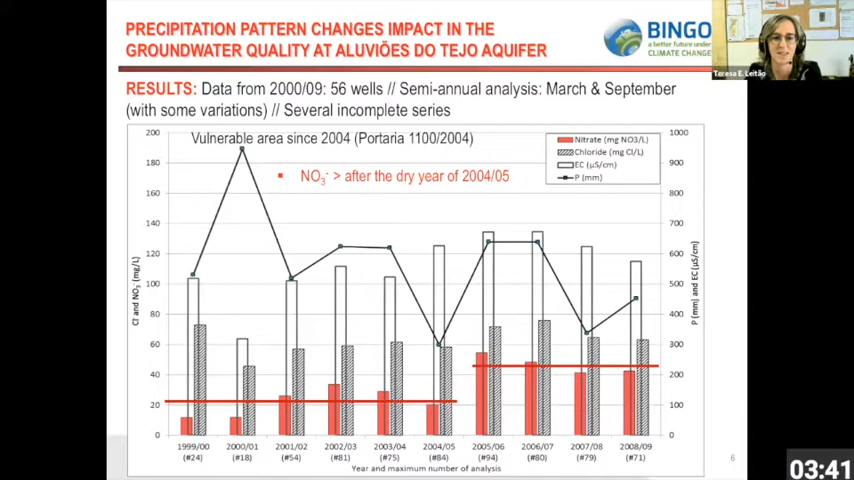 PRECIPITATION PATTERN CHANGES IMPACT IN THE
GROUNDWATER QUALITY AT ALUVIÕES DO TEJO AQUIFER
BINGO
a better future under
CLIMATE CHANGE
Teresa E. Leitão
RESULTS: Data from 2000/09: 56 wells // Semi-annual analysis: March & September
(with some variations) // Several incomplete series
Vulnerable area since 2004 (Portaria 1100/2004)
NO3- > after the dry year of 2004/05
Nitrate (mg NO3/L)
Chloride (mg Cl/L)
EC (µS/cm)
P (mm)
200
180
160
140
120
100
80
60
40
20
0
Cl and NO3- (mg/L)
1000
900
800
700
600
500
400
300
200
100
0
P (mm) and EC (µS/cm)
1999/00 2000/01 2001/02 2002/03 2003/04 2004/05 2005/06 2006/07 2007/08 2008/09
(#24) (#18) (#54) (#81) (#75) (#84) (#94) (#80) (#79) (#71)
Year and maximum number of analysis
6
03:41